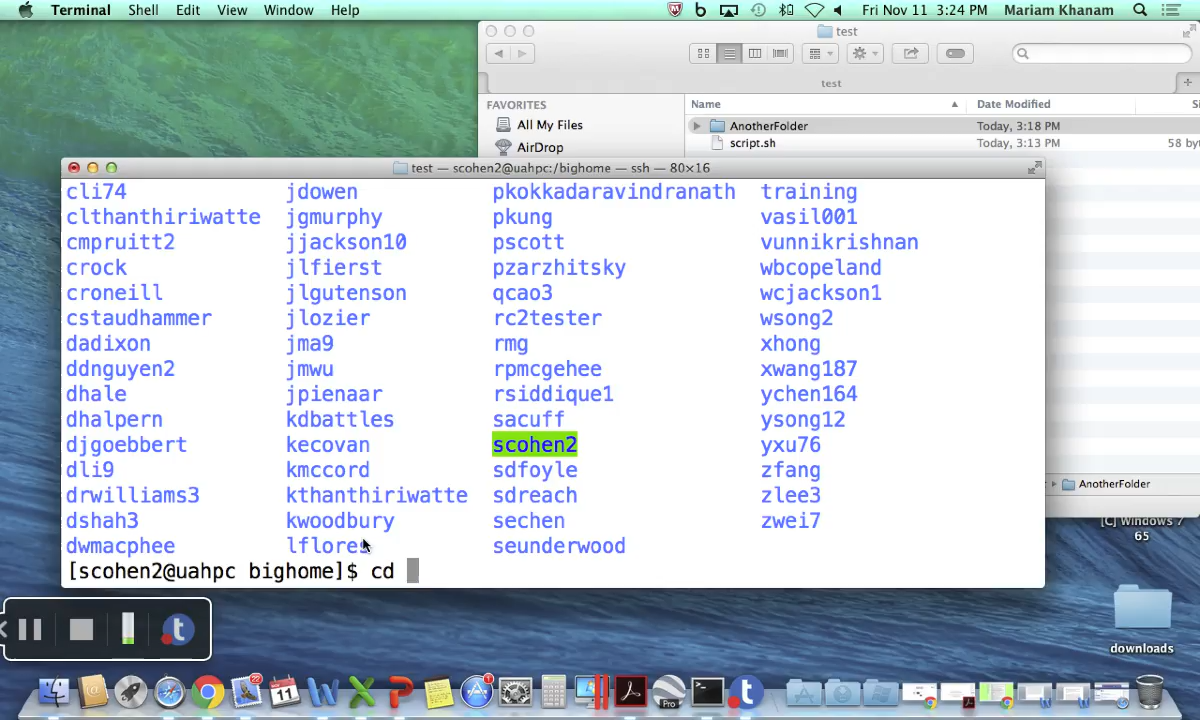 Terminal Shell Edit View Window Help Fri Nov 11 3:24 PM Mariam Khanam
test
test
FAVORITES
All My Files
AirDrop
Name Date Modified
AnotherFolder Today, 3:18 PM
script.sh Today, 3:13 PM 58
test — scohen2@uahpc:/bighome — ssh — 80×16
cli74 jdowen pkokkadaravindranath training
clthanthiriwatte jgmurphy pkung vasil001
cmpruitt2 jjackson10 pscott vunnikrishnan
crock jlfierst pzarzhitsky wbcopeland
croneill jlgutenson qcao3 wcjackson1
cstaudhammer jlozier rc2tester wsong2
dadixon jma9 rmg xhong
ddnguyen2 jmwu rpmcgehee xwang187
dhale jpienaar rsiddique1 ychen164
dhalpern kdbattles sacuff ysong12
djgoebbert kecovan scohen2 yxu76
dli9 kmccord sdfoyle zfang
drwilliams3 kthanthiriwatte sdreach zlee3
dshah3 kwoodbury sechen zwei7
dwmacphee lflores seunderwood
[scohen2@uahpc bighome]$ cd
AnotherFolder
[C] Windows 7
65
downloads